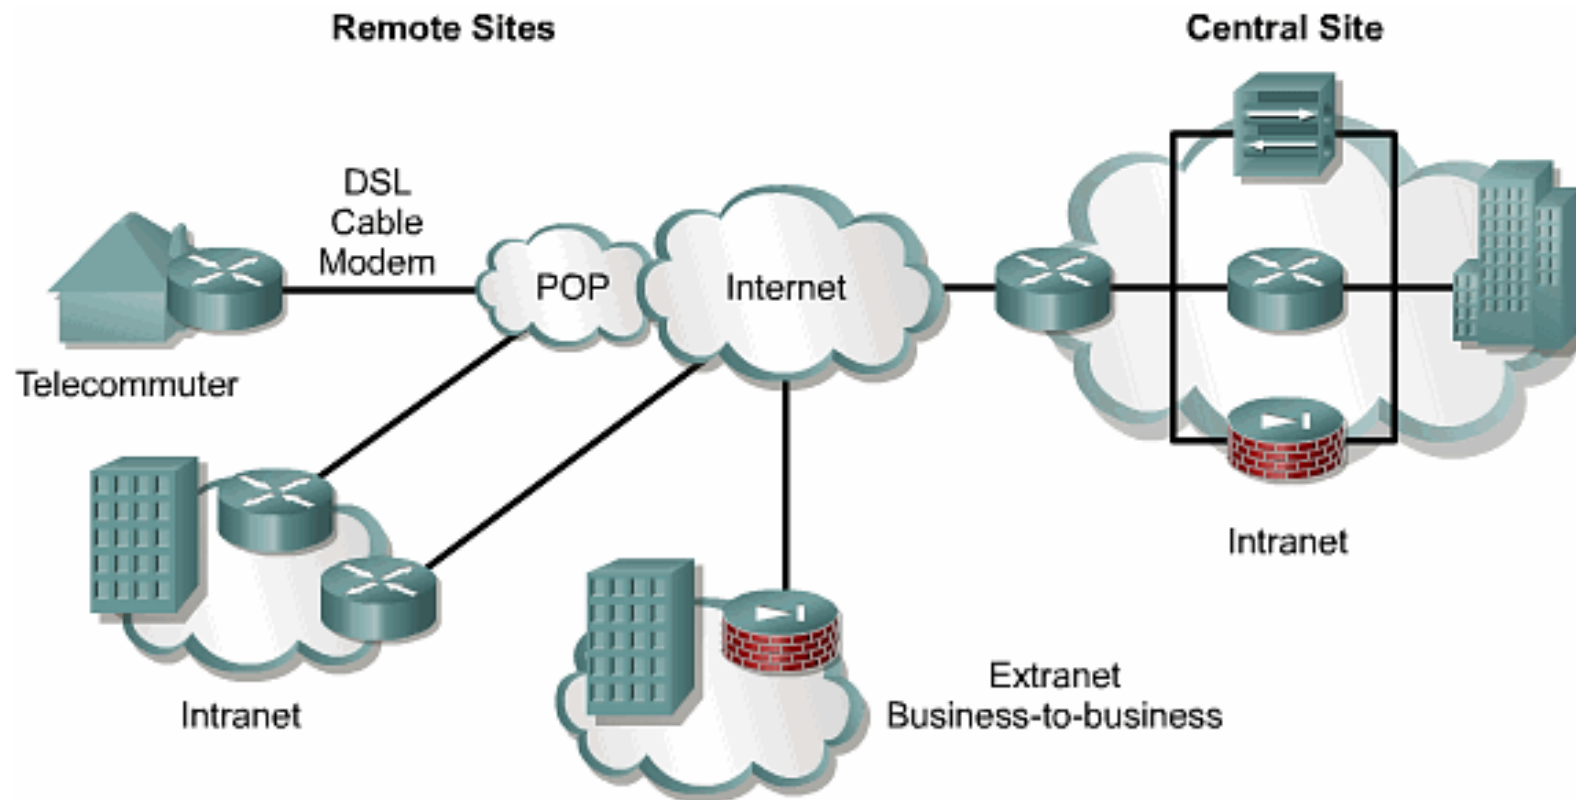 Remote Sites
Central Site
DSL
Cable
Modem
POP
Internet
Telecommuter
Intranet
Intranet
Extranet
Business-to-business